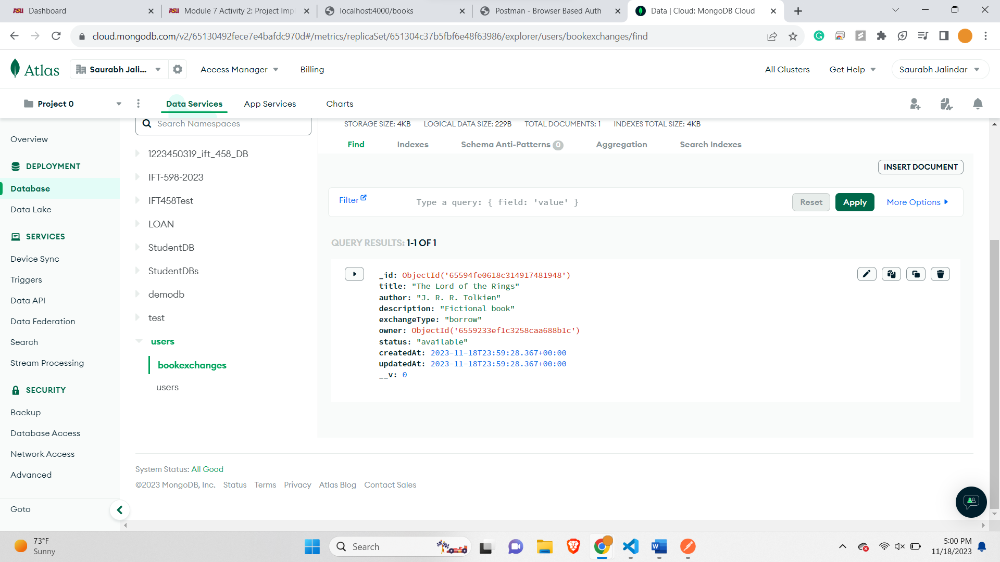 Dashboard
Module 7 Activity 2: Project Imp
localhost:4000/books
Postman - Browser Based Auth
Data | Cloud: MongoDB Cloud
cloud.mongodb.com/v2/65130492fece7e4bafdc970d#/metrics/replicaSet/651304c37b5fbf6e48f63986/explorer/users/bookexchanges/find
Atlas
Saurabh Jali...
Access Manager
Billing
All Clusters
Get Help
Saurabh Jalindar
Project 0
Data Services
App Services
Charts
Overview
DEPLOYMENT
Database
Data Lake
SERVICES
Device Sync
Triggers
Data API
Data Federation
Search
Stream Processing
SECURITY
Backup
Database Access
Network Access
Advanced
Goto
Search Namespaces
1223450319_ift_458_DB
IFT-598-2023
IFT458Test
LOAN
StudentDB
StudentDBs
demodb
test
users
bookexchanges
users
STORAGE SIZE: 4KB LOGICAL DATA SIZE: 229B TOTAL DOCUMENTS: 1 INDEXES TOTAL SIZE: 4KB
Find Indexes Schema Anti-Patterns 0 Aggregation Search Indexes
INSERT DOCUMENT
Filter Type a query: { field: 'value' } Reset Apply More Options
QUERY RESULTS: 1-1 OF 1
_id: ObjectId('65594fe0618c314917481948')
title: "The Lord of the Rings"
author: "J. R. R. Tolkien"
description: "Fictional book"
exchangeType: "borrow"
owner: ObjectId('6559233ef1c3258caa688b1c')
status: "available"
createdAt: 2023-11-18T23:59:28.367+00:00
updatedAt: 2023-11-18T23:59:28.367+00:00
__v: 0
System Status: All Good
©2023 MongoDB, Inc. Status Terms Privacy Atlas Blog Contact Sales
73°F
Sunny
Search
5:00 PM
11/18/2023